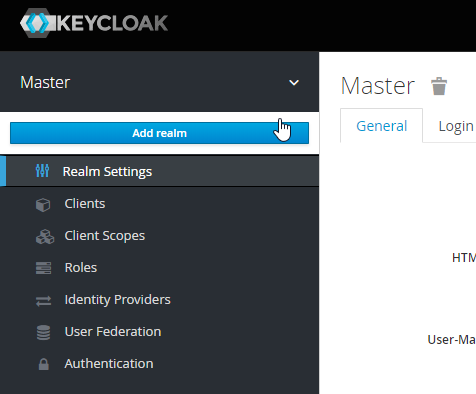 KEYCLOAK
Master
Add realm
Realm Settings
Clients
Client Scopes
Roles
Identity Providers
User Federation
Authentication
Master
General Login
HTM
User-Ma